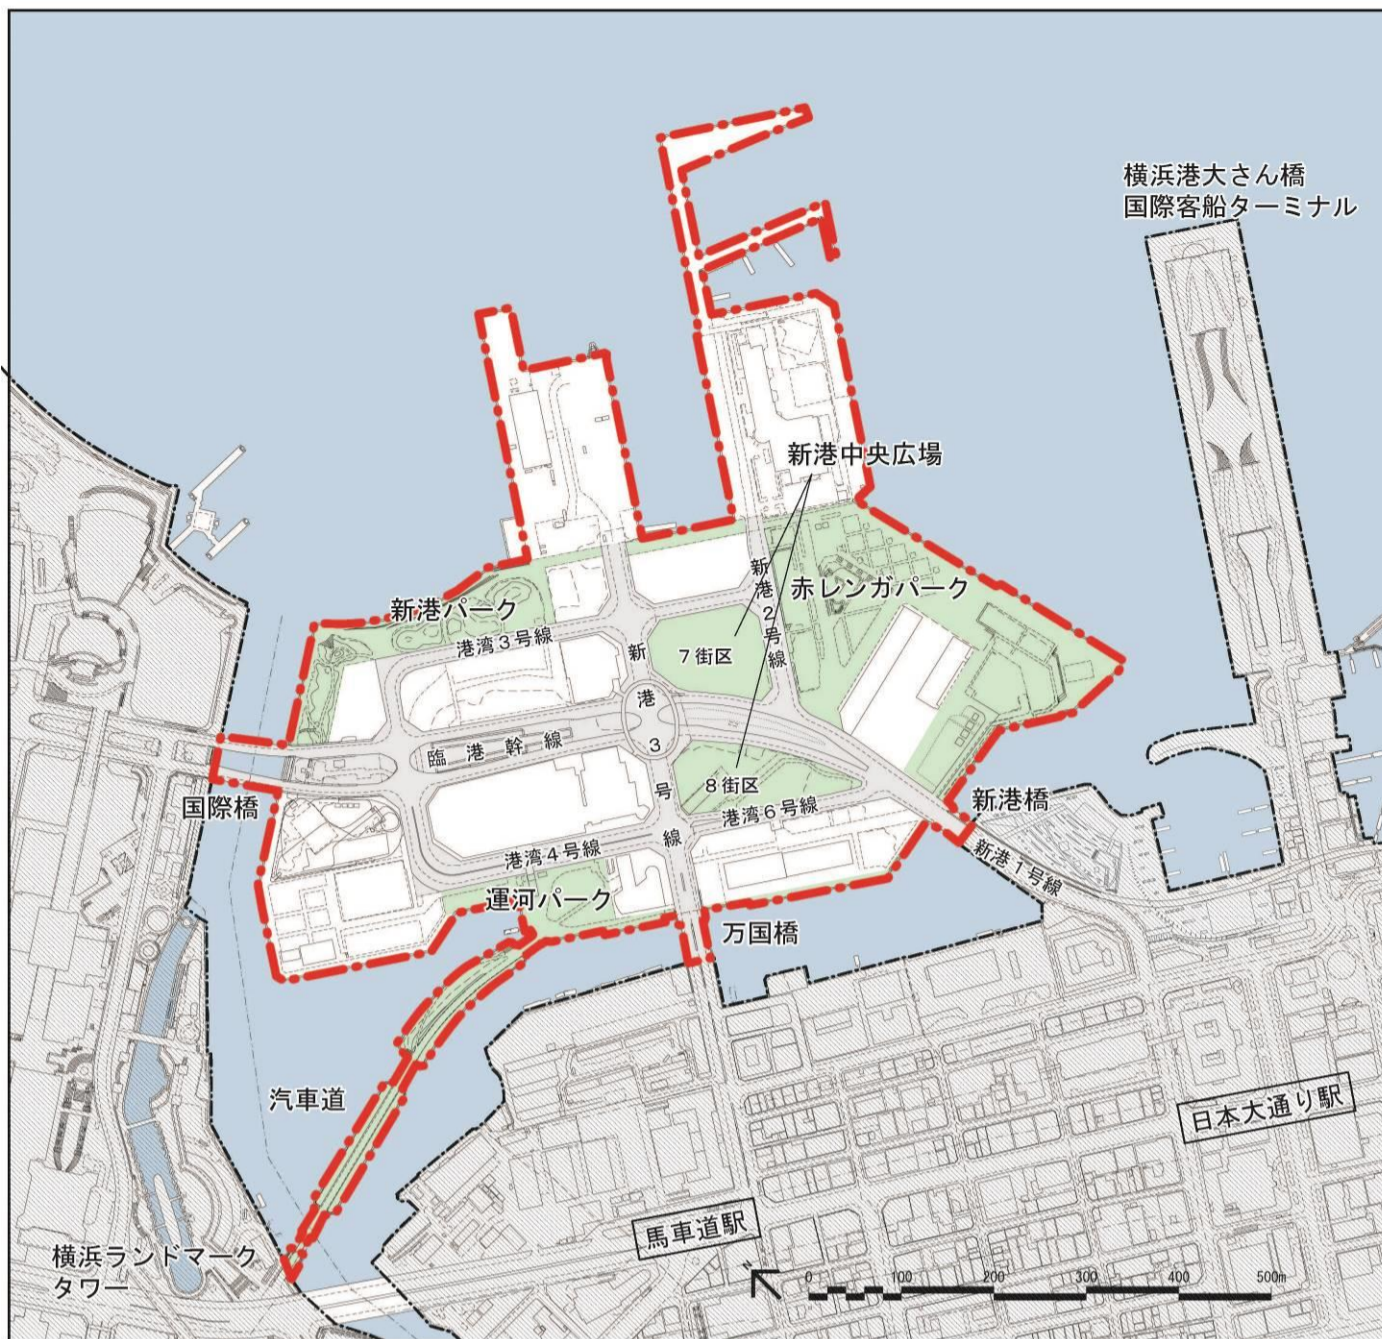 横浜港大さん橋
国際客船ターミナル
新港中央広場
新港2号線
赤レンガパーク
新港パーク
港湾3号線
7街区
新港3号線
臨港幹線
8街区
国際橋
新港橋
港湾6号線
港湾4号線
新港1号線
運河パーク
万国橋
汽車道
日本大通り駅
馬車道駅
横浜ランドマーク
タワー
N
0 100 200 300 400 500m